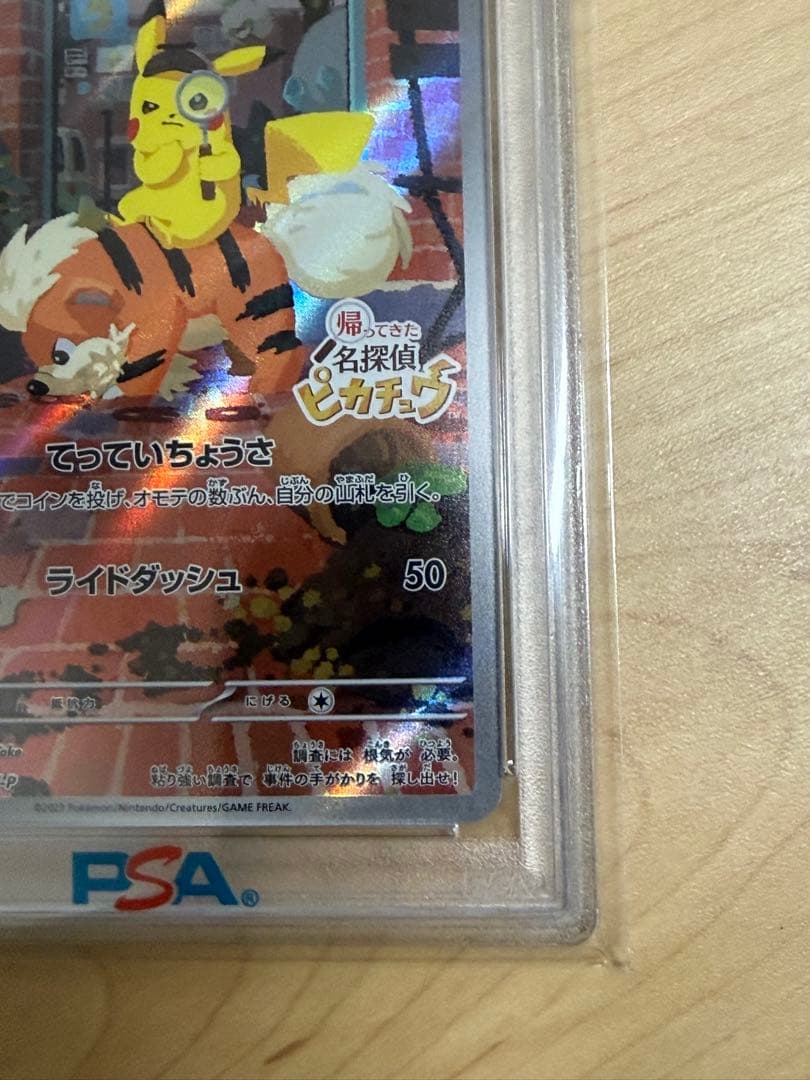 帰ってきた
名探偵
ピカチュウ
TM
てっていちょうさ
でコインを投げ、オモテの数ぶん、自分の山札を引く。
ライドダッシュ 50
抵抗力 にげる
調査には 根気が 必要。
粘り強い調査で 事件の手がかりを 探し出せ!
©2023 Pokémon/Nintendo/Creatures/GAME FREAK.
PSA®